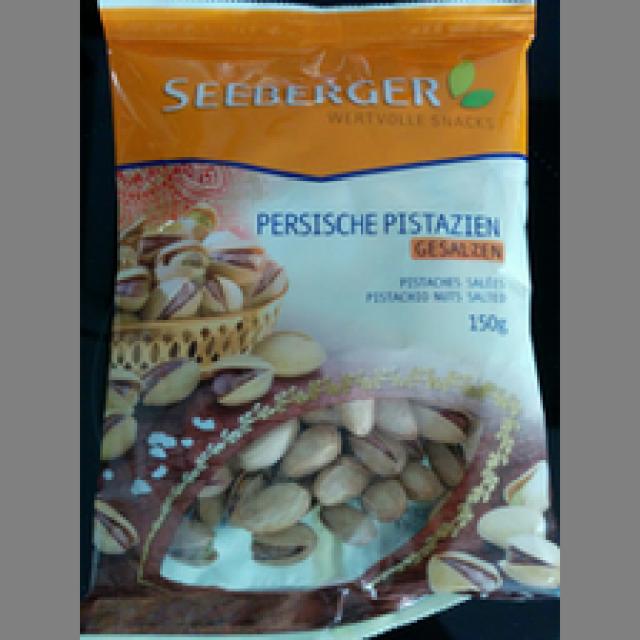 SEEBERGER
WERTVOLLE SNACKS
PERSISCHE PISTAZIEN
GESALZEN
PISTACHES SALÉES
PISTACHIO NUTS SALTED
150g